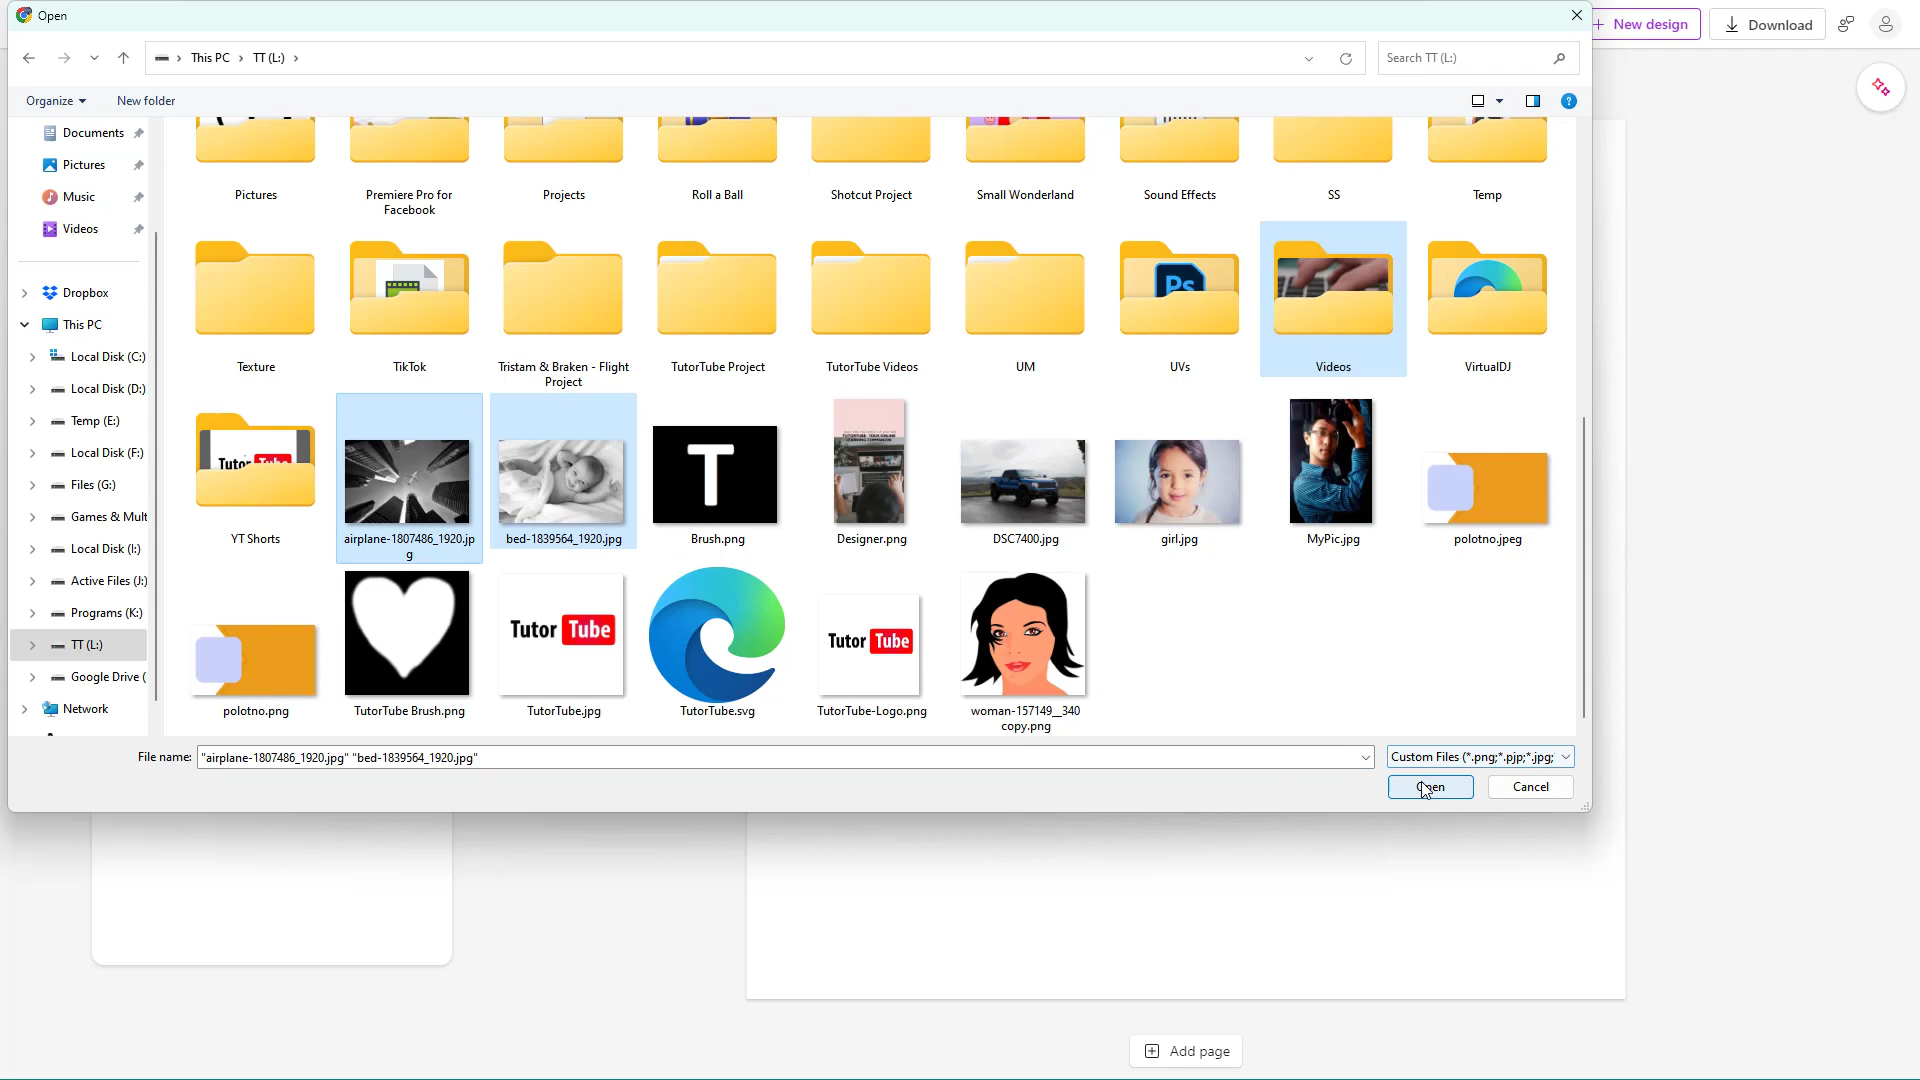 Open
New design
Download
This PC
TT (L:)
Search TT (L:)
Organize
New folder
Documents
Pictures
Music
Videos
Dropbox
This PC
Local Disk (C:)
Local Disk (D:)
Temp (E:)
Local Disk (F:)
Files (G:)
Games & Mult
Local Disk (I:)
Active Files (J:)
Programs (K:)
TT (L:)
Google Drive (
Network
Pictures
Premiere Pro for
Facebook
Projects
Roll a Ball
Shotcut Project
Small Wonderland
Sound Effects
SS
Temp
Texture
TikTok
Tristam & Braken - Flight
Project
TutorTube Project
TutorTube Videos
UM
Ps
UVs
Videos
VirtualDJ
Tutor Tube
YT Shorts
airplane-1807486_1920.jp
g
bed-1839564_1920.jpg
T
Brush.png
Designer.png
DSC7400.jpg
girl.jpg
MyPic.jpg
polotno.jpeg
polotno.png
TutorTube Brush.png
Tutor Tube
TutorTube.jpg
TutorTube.svg
Tutor Tube
TutorTube-Logo.png
woman-157149__340
copy.png
File name:
"airplane-1807486_1920.jpg" "bed-1839564_1920.jpg"
Custom Files (*.png;*.pjp;*.jpg;
Open
Cancel
Add page